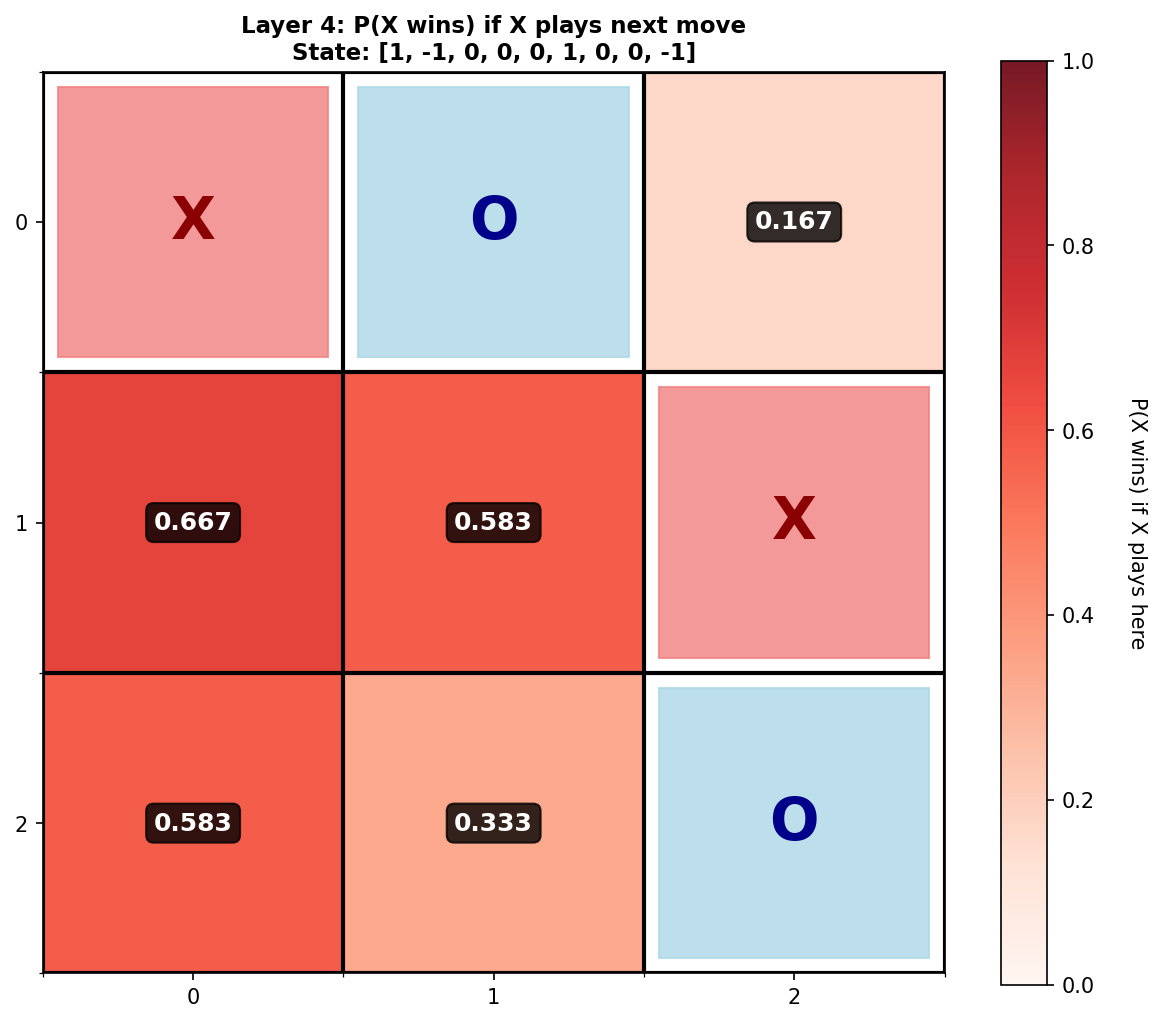 Layer 4: P(X wins) if X plays next move
State: [1, -1, 0, 0, 0, 1, 0, 0, -1]
X O 0.167
0.667 0.583 X
0.583 0.333 O
0
1
2
0 1 2
1.0
0.8
0.6
0.4
0.2
0.0
P(X wins) if X plays here